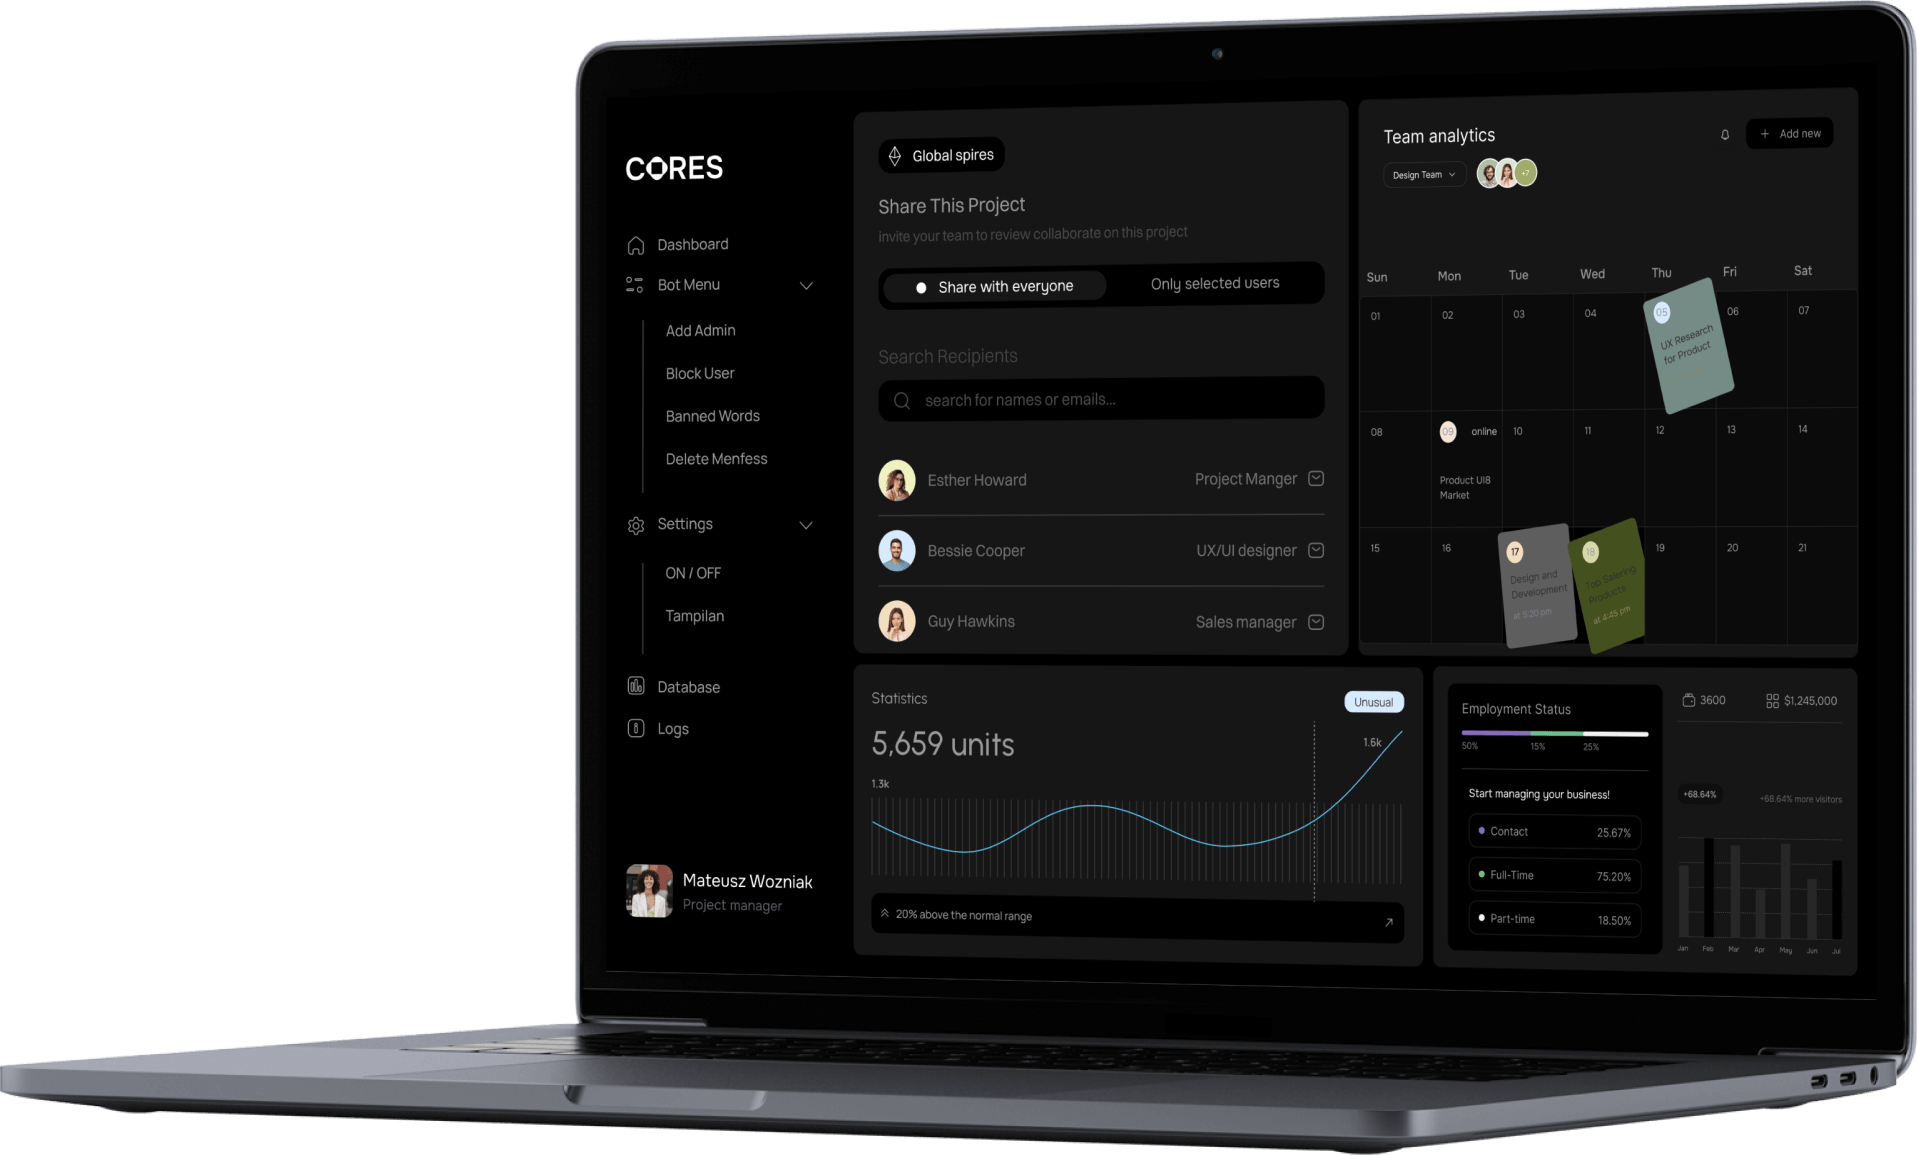 CORES
Dashboard
Bot Menu
Add Admin
Block User
Banned Words
Delete Menfess
Settings
ON / OFF
Tampilan
Database
Logs
Mateusz Wozniak
Project manager
Global spires
Share This Project
invite your team to review collaborate on this project
Share with everyone
Only selected users
Search Recipients
search for names or emails...
Esther Howard
Project Manger
Bessie Cooper
UX/UI designer
Guy Hawkins
Sales manager
Team analytics
+ Add new
Design Team
+7
Sun Mon Tue Wed Thu Fri Sat
01 02 03 04 05 06 07
UX Research
for Product
08 09 online 10 11 12 13 14
Product UI8
Market
15 16 17 18 19 20 21
Design and
Development
at 5:20 pm
Top Salering
Products
at 4:45 pm
Statistics
Unusual
5,659 units
1.6k
1.3k
20% above the normal range
Employment Status
50% 15% 25%
Start managing your business!
Contact 25.67%
Full-Time 75.20%
Part-time 18.50%
3600
$1,245,000
+68.64%
+68.64% more visitors
Jan Feb Mar Apr May Jun Jul